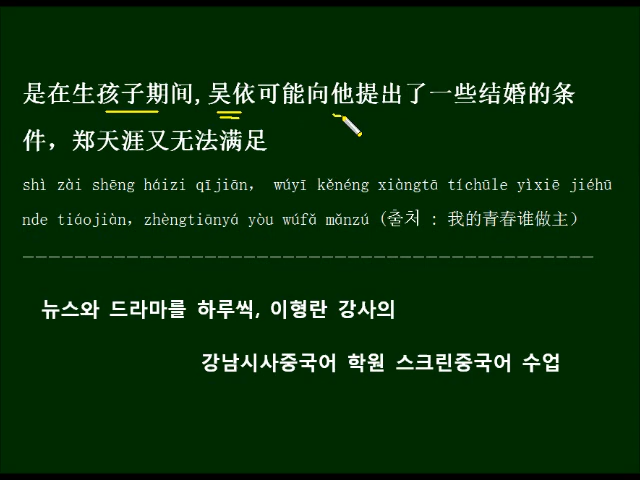 是在生孩子期间, 吴依可能向他提出了一些结婚的条
件，郑天涯又无法满足
shì zài shēng háizi qījiān， wúyī kěnéng xiàngtā tíchūle yìxiē jiéhū
nde tiáojiàn，zhèngtiānyá yòu wúfǎ mǎnzú (출처 : 我的青春谁做主)
뉴스와 드라마를 하루씩, 이형란 강사의
강남시사중국어 학원 스크린중국어 수업